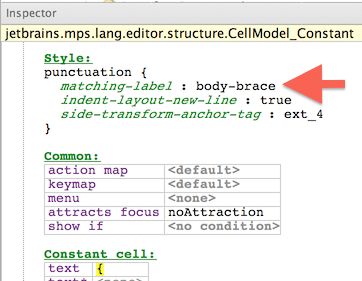 Inspector
jetbrains.mps.lang.editor.structure.CellModel_Constant
Style:
punctuation {
matching-label : body-brace
indent-layout-new-line : true
side-transform-anchor-tag : ext_4
}
Common:
action map <default>
keymap <default>
menu <none>
attracts focus noAttraction
show if <no condition>
Constant cell:
text {